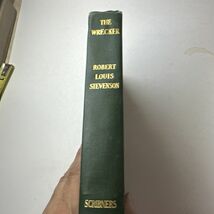 THE
WRECKER
ROBERT
LOUIS
STEVENSON
SCRIBNERS